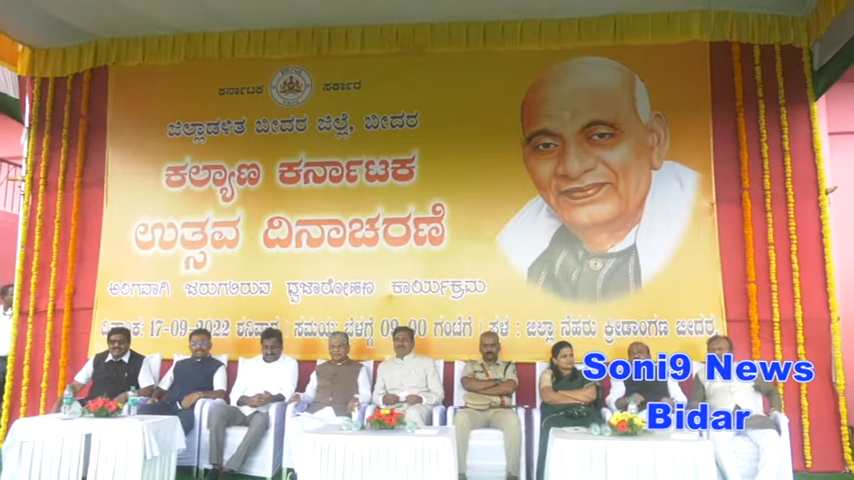 ಕರ್ನಾಟಕ ಸರ್ಕಾರ
ಜಿಲ್ಲಾಡಳಿತ ಬೀದರ ಜಿಲ್ಲೆ, ಬೀದರ
ಕಲ್ಯಾಣ ಕರ್ನಾಟಕ
ಉತ್ಸವ ದಿನಾಚರಣೆ
ಅಂಗವಾಗಿ ಜರುಗಲಿರುವ ಧ್ವಜಾರೋಹಣ ಕಾರ್ಯಕ್ರಮ
ದಿನಾಂಕ: 17-09-2022 ಶನಿವಾರ | ಸಮಯ: ಬೆಳಗ್ಗೆ 09.00 ಗಂಟೆಗೆ | ಸ್ಥಳ : ಜಿಲ್ಲಾ ನೆಹರು ಕ್ರೀಡಾಂಗಣ ಬೀದರ.
Soni9 News
Bidar